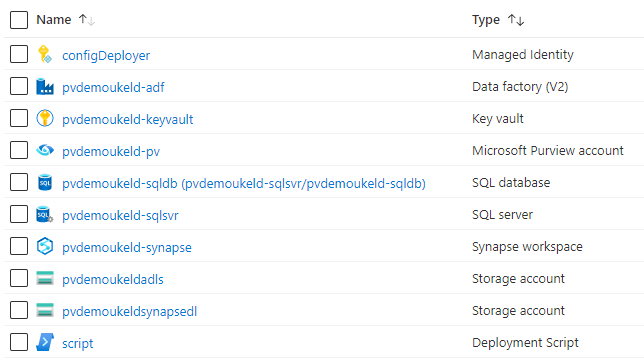 Name Type
configDeployer Managed Identity
pvdemoukeld-adf Data factory (V2)
pvdemoukeld-keyvault Key vault
pvdemoukeld-pv Microsoft Purview account
pvdemoukeld-sqldb (pvdemoukeld-sqlsvr/pvdemoukeld-sqldb) SQL database
pvdemoukeld-sqlsvr SQL server
pvdemoukeld-synapse Synapse workspace
pvdemoukeldadls Storage account
pvdemoukeldsynapsedl Storage account
script Deployment Script